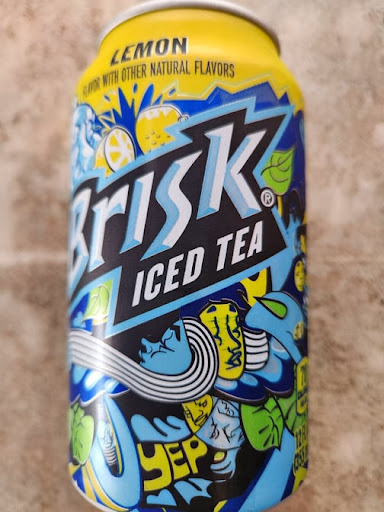 LEMON
FLAVOR WITH OTHER NATURAL FLAVORS
Brisk®
ICED TEA
YEP